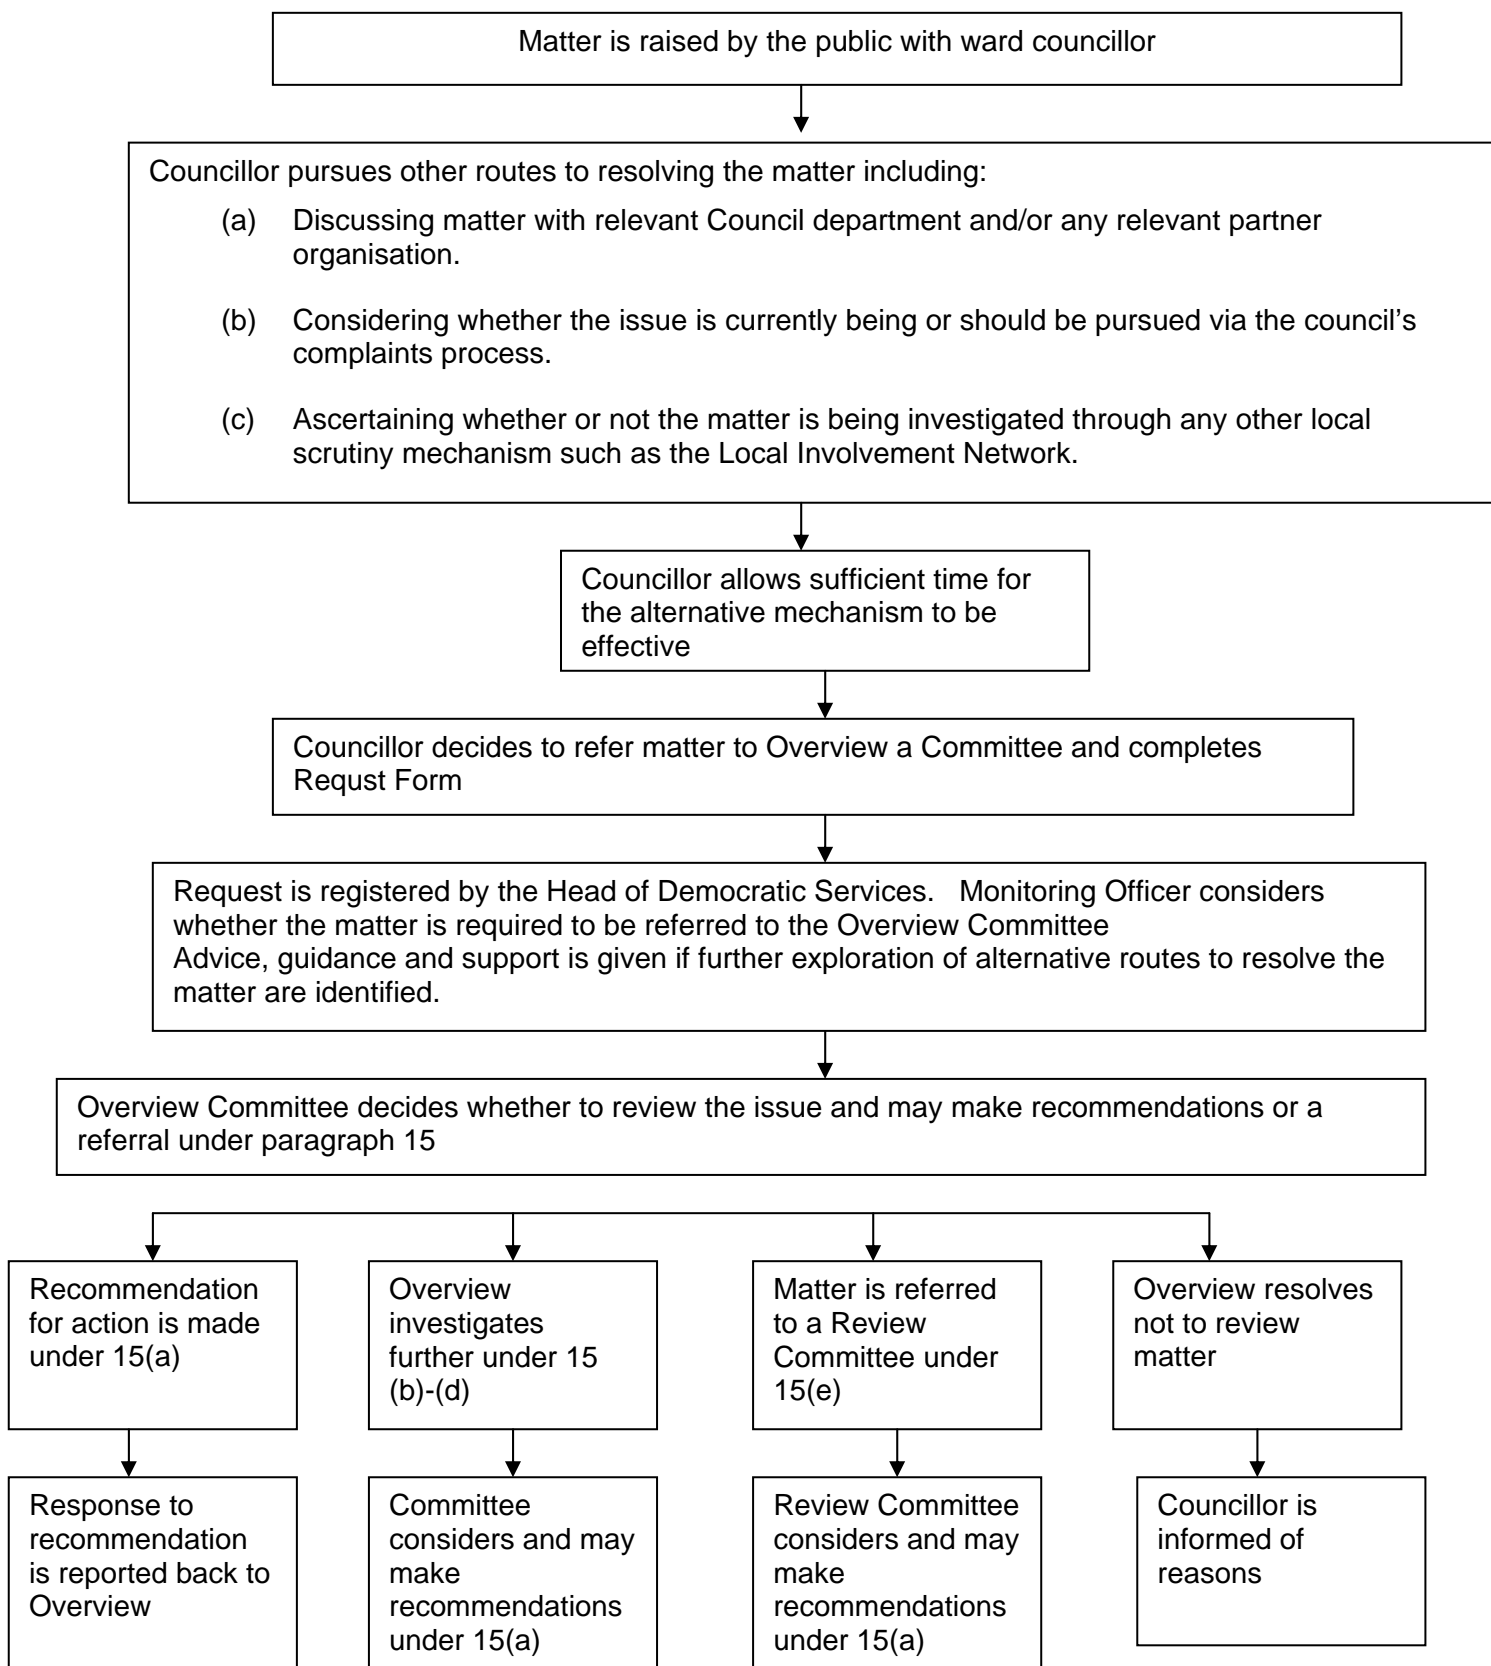 Matter is raised by the public with ward councillor
Councillor pursues other routes to resolving the matter including:
(a) Discussing matter with relevant Council department and/or any relevant partner
organisation.
(b) Considering whether the issue is currently being or should be pursued via the council’s
complaints process.
(c) Ascertaining whether or not the matter is being investigated through any other local
scrutiny mechanism such as the Local Involvement Network.
Councillor allows sufficient time for
the alternative mechanism to be
effective
Councillor decides to refer matter to Overview a Committee and completes
Requst Form
Request is registered by the Head of Democratic Services. Monitoring Officer considers
whether the matter is required to be referred to the Overview Committee
Advice, guidance and support is given if further exploration of alternative routes to resolve the
matter are identified.
Overview Committee decides whether to review the issue and may make recommendations or a
referral under paragraph 15
Recommendation
for action is made
under 15(a)
Overview
investigates
further under 15
(b)-(d)
Matter is referred
to a Review
Committee under
15(e)
Overview resolves
not to review
matter
Response to
recommendation
is reported back to
Overview
Committee
considers and may
make
recommendations
under 15(a)
Review Committee
considers and may
make
recommendations
under 15(a)
Councillor is
informed of
reasons